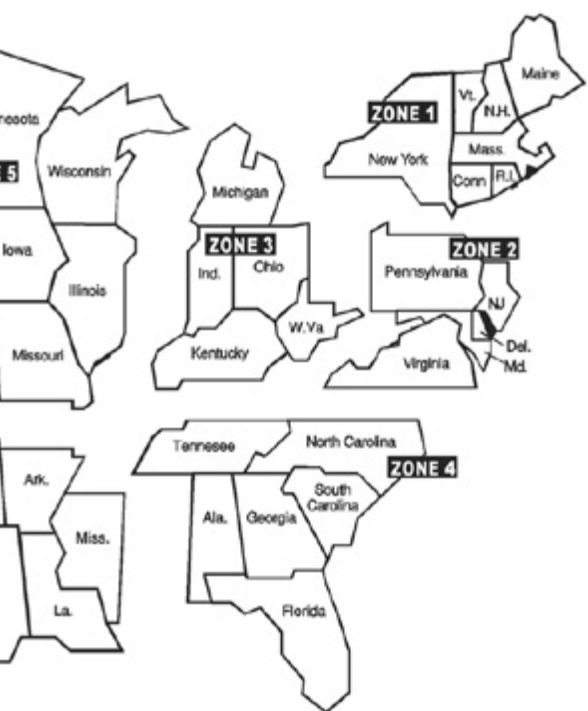 Maine
Vt.
ZONE 1
N.H.
Mass.
New York
Conn
R.I.
nesota
5
Wisconsin
Michigan
ZONE 3
ZONE 2
Iowa
Ind.
Ohio
Pennsylvania
Illinois
NJ
W.Va
Missouri
Kentucky
Virginia
Del.
Md.
Tennesee
North Carolina
ZONE 4
Ark.
South
Carolina
Ala.
Georgia
Miss.
La.
Florida